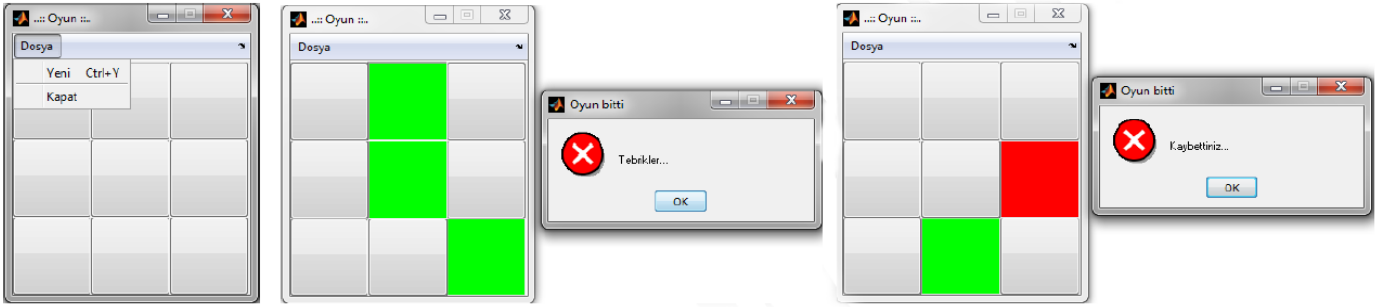 ..:: Oyun ::..
Dosya
Yeni Ctrl+Y
Kapat
..:: Oyun ::..
Dosya
Oyun bitti
Tebrikler...
OK
..:: Oyun ::..
Dosya
Oyun bitti
Kaybettiniz...
OK